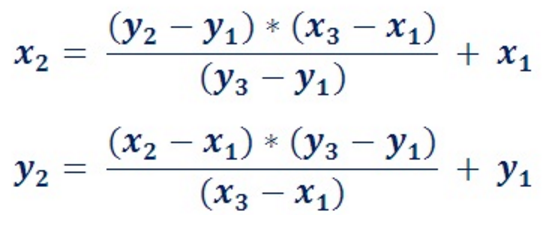 x₂ = (y₂ − y₁) * (x₃ − x₁) / (y₃ − y₁) + x₁
y₂ = (x₂ − x₁) * (y₃ − y₁) / (x₃ − x₁) + y₁